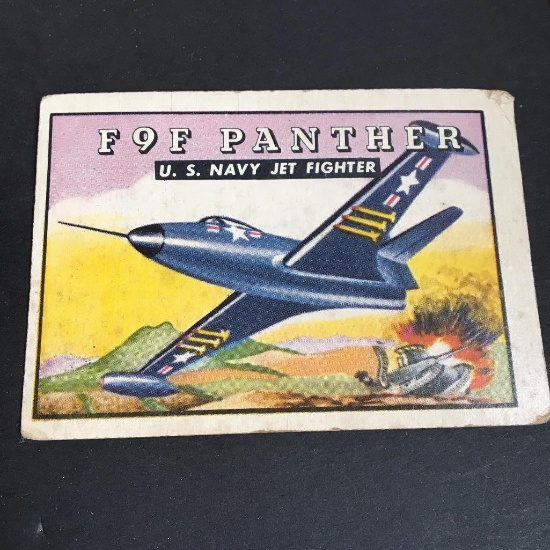 F9F PANTHER
U. S. NAVY JET FIGHTER